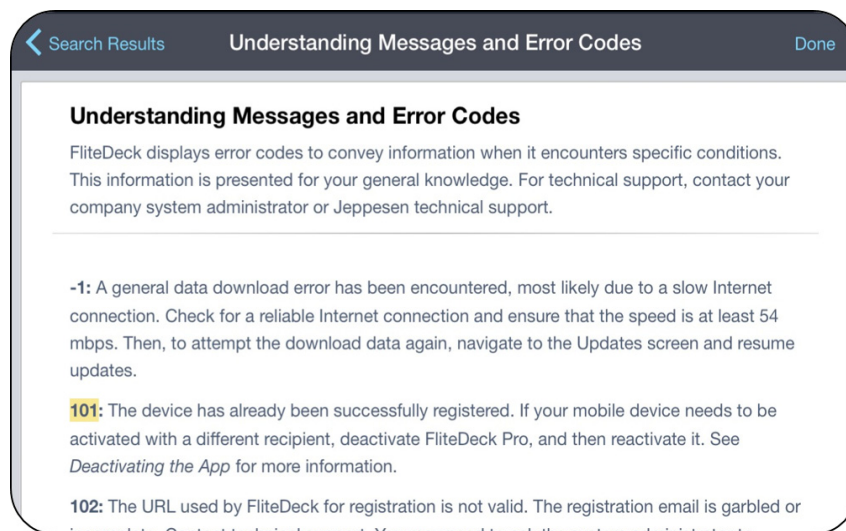 Search Results
Understanding Messages and Error Codes
Done
Understanding Messages and Error Codes
FliteDeck displays error codes to convey information when it encounters specific conditions.
This information is presented for your general knowledge. For technical support, contact your
company system administrator or Jeppesen technical support.
-1: A general data download error has been encountered, most likely due to a slow Internet
connection. Check for a reliable Internet connection and ensure that the speed is at least 54
mbps. Then, to attempt the download data again, navigate to the Updates screen and resume
updates.
101: The device has already been successfully registered. If your mobile device needs to be
activated with a different recipient, deactivate FliteDeck Pro, and then reactivate it. See
Deactivating the App for more information.
102: The URL used by FliteDeck for registration is not valid. The registration email is garbled or